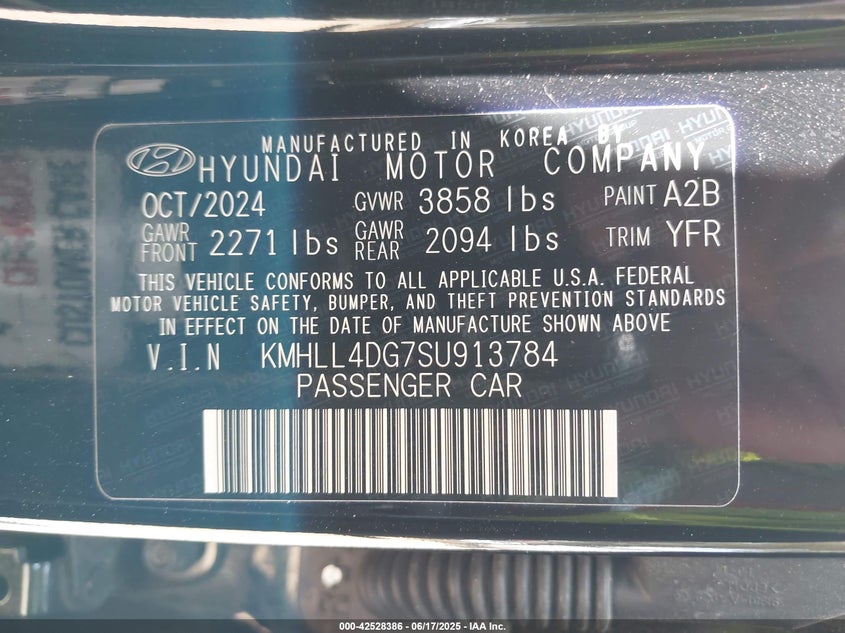 MANUFACTURED IN KOREA BY
HYUNDAI MOTOR COMPANY
OCT/2024 GVWR 3858 lbs PAINT A2B
GAWR FRONT 2271 lbs GAWR REAR 2094 lbs TRIM YFR
THIS VEHICLE CONFORMS TO ALL APPLICABLE U.S.A. FEDERAL
MOTOR VEHICLE SAFETY, BUMPER, AND THEFT PREVENTION STANDARDS
IN EFFECT ON THE DATE OF MANUFACTURE SHOWN ABOVE
V.I.N KMHLL4DG7SU913784
PASSENGER CAR
000-42528386 - 06/17/2025 - IAA Inc.